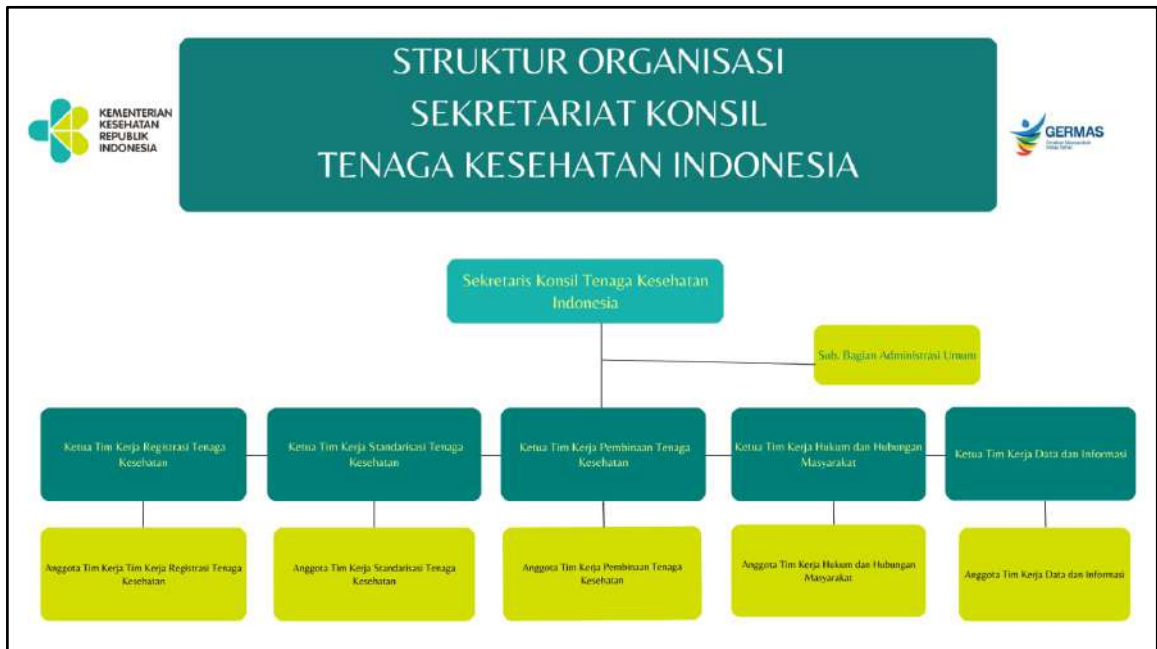 STRUKTUR ORGANISASI
SEKRETARIAT KONSIL
TENAGA KESEHATAN INDONESIA
KEMENTERIAN
KESEHATAN
REPUBLIK
INDONESIA
GERMAS
Gerakan Masyarakat
Hidup Sehat
Sekretaris Konsil Tenaga Kesehatan
Indonesia
Sub. Bagian Administrasi Umum
Ketua Tim Kerja Registrasi Tenaga
Kesehatan
Ketua Tim Kerja Standarisasi Tenaga
Kesehatan
Ketua Tim Kerja Pembinaan Tenaga
Kesehatan
Ketua Tim Kerja Hukum dan Hubungan
Masyarakat
Ketua Tim Kerja Data dan Informasi
Anggota Tim Kerja Tim Kerja Registrasi Tenaga
Kesehatan
Anggota Tim Kerja Standarisasi Tenaga
Kesehatan
Anggota Tim Kerja Pembinaan Tenaga
Kesehatan
Anggota Tim Kerja Hukum dan Hubungan
Masyarakat
Anggota Tim Kerja Data dan Informasi